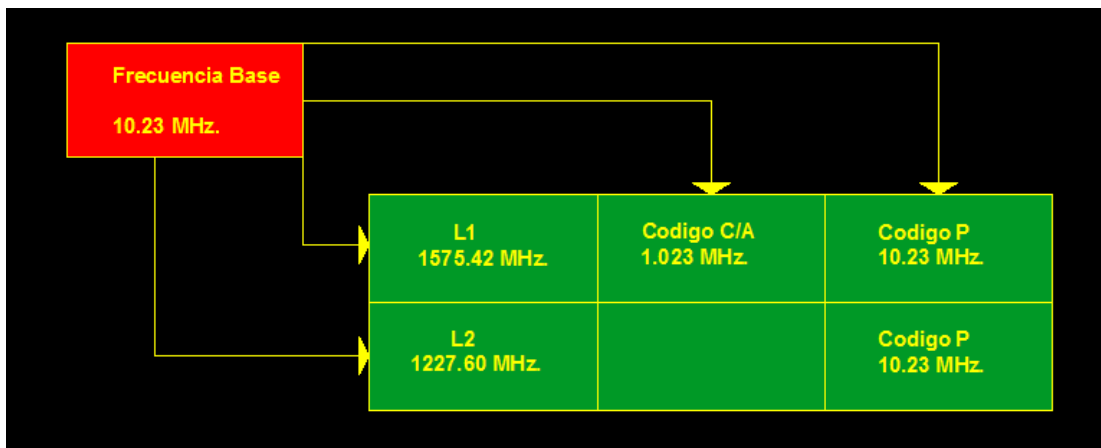 Frecuencia Base
10.23 MHz.
L1
1575.42 MHz.
Codigo C/A
1.023 MHz.
Codigo P
10.23 MHz.
L2
1227.60 MHz.
Codigo P
10.23 MHz.